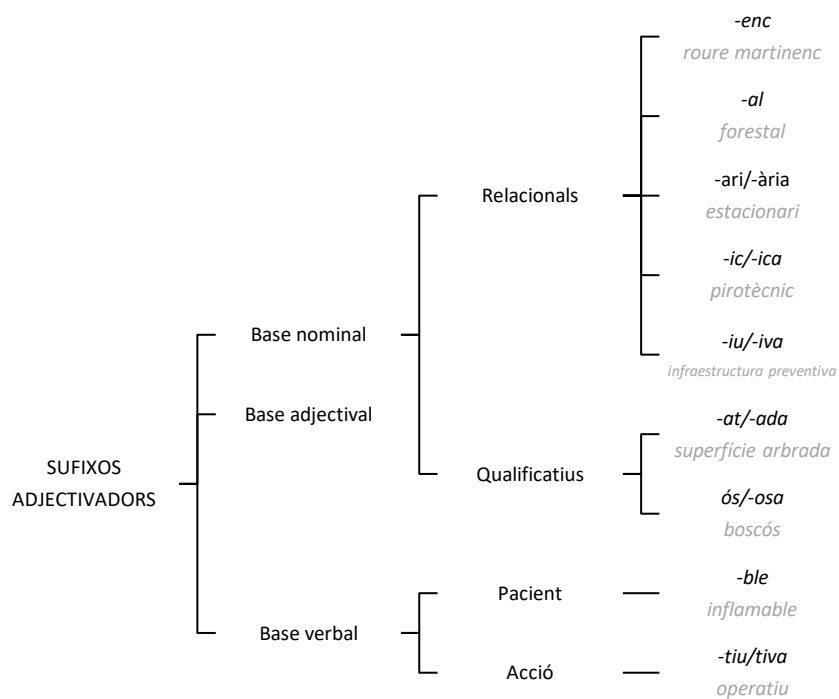 SUFIXOS
ADJECTIVADORS
Base nominal
Relacionals
-enc
roure martinenc
-al
forestal
-ari/-ària
estacionari
-ic/-ica
pirotècnic
-iu/-iva
infraestructura preventiva
Qualificatius
-at/-ada
superfície arbrada
ós/-osa
boscós
Base adjectival
Base verbal
Pacient
-ble
inflamable
Acció
-tiu/tiva
operatiu